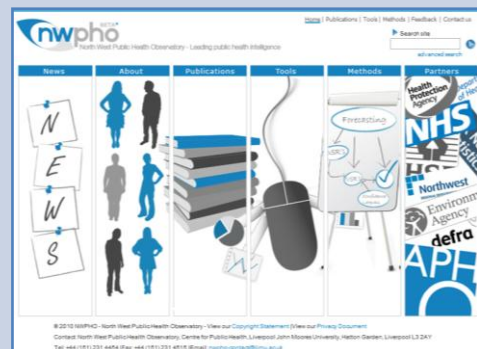 Home | Publications | Tools | Methods | Feedback | Contact us
nwpho
BETA
North West Public Health Observatory - Leading public health intelligence
Search site
advanced search
News
About
Publications
Tools
Methods
Partners
N
E
W
S
Forecasting
Health
Protection
Agency
NHS
Northwest
Environm
Agency
defra
APH
O
© 2010 NWPHO - North West Public Health Observatory - View our Copyright Statement | View our Privacy Document
Contact: North West Public Health Observatory, Centre for Public Health, Liverpool John Moores University, Hatton Garden, Liverpool L3 2AY